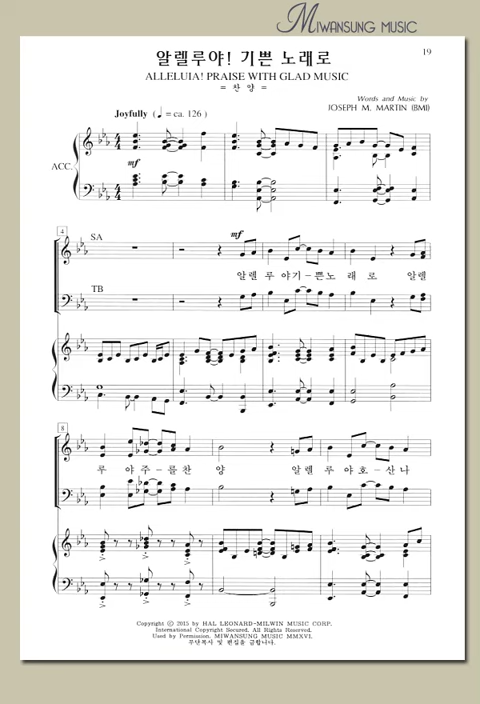 MIWANSUNG MUSIC
19
알렐루야! 기쁜 노래로
ALLELUIA! PRAISE WITH GLAD MUSIC
= 찬 양 =
Words and Music by
JOSEPH M. MARTIN (BMI)
Joyfully (♩ = ca. 126 )
ACC.
mf
4
SA
mf
알렐 루 야기-쁜노 래 로 알렐
TB
8
루 야주-를찬 양 알렐 루야호-산나
Copyright © 2015 by HAL LEONARD-MILWIN MUSIC CORP.
International Copyright Secured. All Rights Reserved.
Used by Permission. MIWANSUNG MUSIC MMXVI.
무단복사 및 편집을 금합니다.